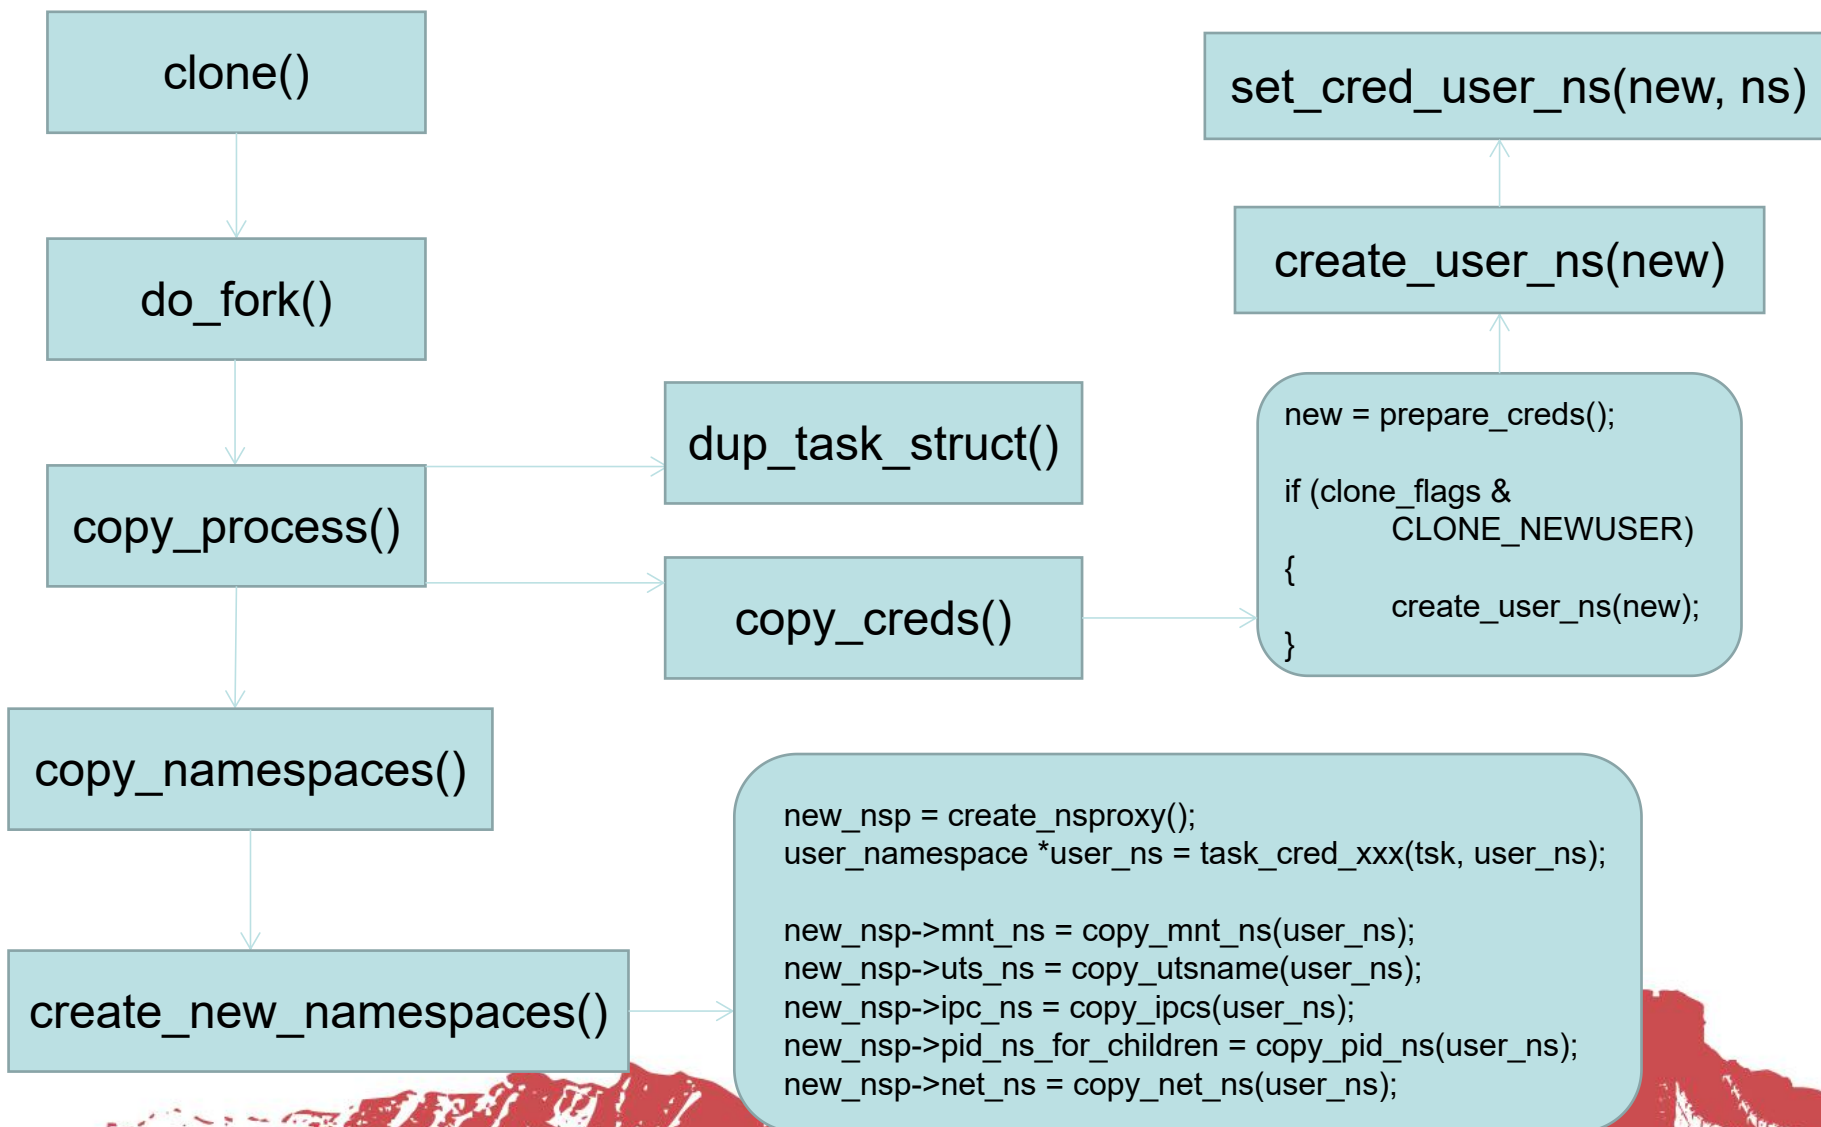 clone()
do_fork()
copy_process()
copy_namespaces()
create_new_namespaces()
dup_task_struct()
copy_creds()
set_cred_user_ns(new, ns)
create_user_ns(new)
new = prepare_creds();
if (clone_flags &
CLONE_NEWUSER)
{
create_user_ns(new);
}
new_nsp = create_nsproxy();
user_namespace *user_ns = task_cred_xxx(tsk, user_ns);
new_nsp->mnt_ns = copy_mnt_ns(user_ns);
new_nsp->uts_ns = copy_utsname(user_ns);
new_nsp->ipc_ns = copy_ipcs(user_ns);
new_nsp->pid_ns_for_children = copy_pid_ns(user_ns);
new_nsp->net_ns = copy_net_ns(user_ns);